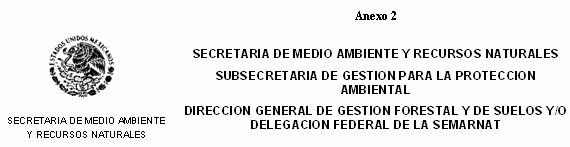 Anexo 2
ESTADOS UNIDOS MEXICANOS
SECRETARIA DE MEDIO AMBIENTE
Y RECURSOS NATURALES
SECRETARIA DE MEDIO AMBIENTE Y RECURSOS NATURALES
SUBSECRETARIA DE GESTION PARA LA PROTECCION
AMBIENTAL
DIRECCION GENERAL DE GESTION FORESTAL Y DE SUELOS Y/O
DELEGACION FEDERAL DE LA SEMARNAT